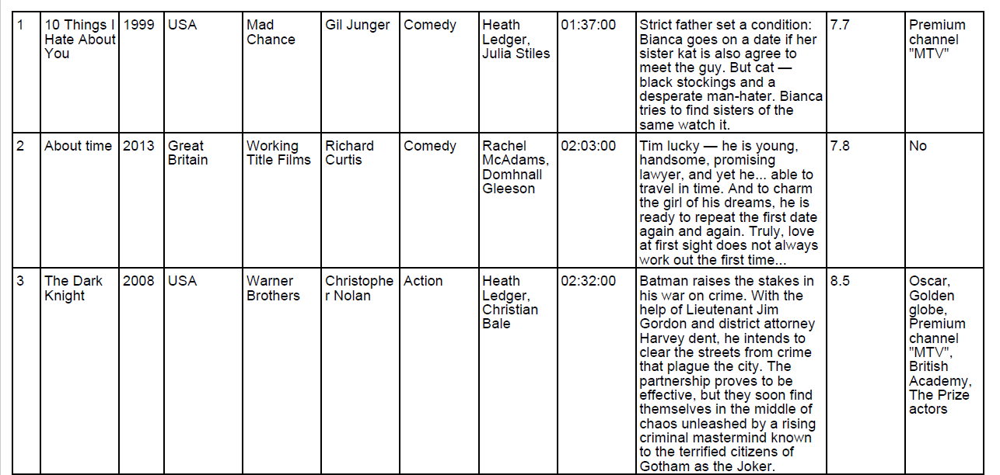 1
10 Things I
Hate About
You
1999
USA
Mad
Chance
Gil Junger
Comedy
Heath
Ledger,
Julia Stiles
01:37:00
Strict father set a condition:
Bianca goes on a date if her
sister kat is also agree to
meet the guy. But cat —
black stockings and a
desperate man-hater. Bianca
tries to find sisters of the
same watch it.
7.7
Premium
channel
"MTV"
2
About time
2013
Great
Britain
Working
Title Films
Richard
Curtis
Comedy
Rachel
McAdams,
Domhnall
Gleeson
02:03:00
Tim lucky — he is young,
handsome, promising
lawyer, and yet he... able to
travel in time. And to charm
the girl of his dreams, he is
ready to repeat the first date
again and again. Truly, love
at first sight does not always
work out the first time...
7.8
No
3
The Dark
Knight
2008
USA
Warner
Brothers
Christophe
r Nolan
Action
Heath
Ledger,
Christian
Bale
02:32:00
Batman raises the stakes in
his war on crime. With the
help of Lieutenant Jim
Gordon and district attorney
Harvey dent, he intends to
clear the streets from crime
that plague the city. The
partnership proves to be
effective, but they soon find
themselves in the middle of
chaos unleashed by a rising
criminal mastermind known
to the terrified citizens of
Gotham as the Joker.
8.5
Oscar,
Golden
globe,
Premium
channel
"MTV",
British
Academy,
The Prize
actors